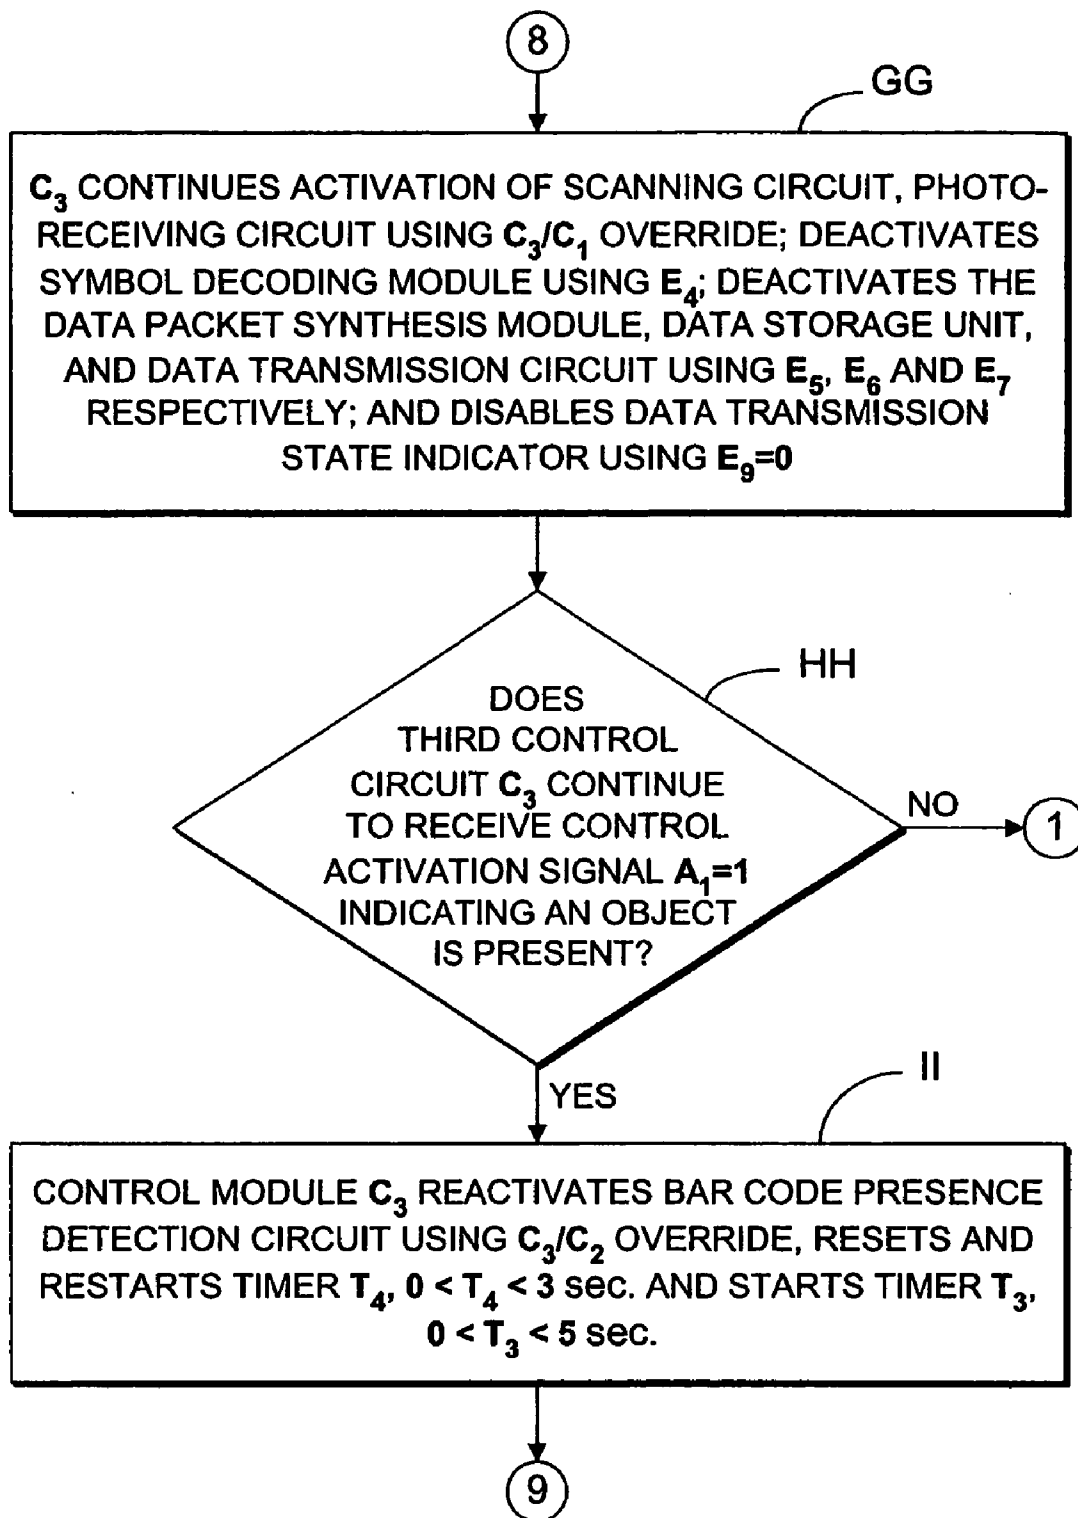 8
GG
C₃ CONTINUES ACTIVATION OF SCANNING CIRCUIT, PHOTO-
RECEIVING CIRCUIT USING C₃/C₁ OVERRIDE; DEACTIVATES
SYMBOL DECODING MODULE USING E₄; DEACTIVATES THE
DATA PACKET SYNTHESIS MODULE, DATA STORAGE UNIT,
AND DATA TRANSMISSION CIRCUIT USING E₅, E₆ AND E₇
RESPECTIVELY; AND DISABLES DATA TRANSMISSION
STATE INDICATOR USING E₉=0
HH
DOES
THIRD CONTROL
CIRCUIT C₃ CONTINUE
TO RECEIVE CONTROL
ACTIVATION SIGNAL A₁=1
INDICATING AN OBJECT
IS PRESENT?
NO
1
YES
II
CONTROL MODULE C₃ REACTIVATES BAR CODE PRESENCE
DETECTION CIRCUIT USING C₃/C₂ OVERRIDE, RESETS AND
RESTARTS TIMER T₄, 0 < T₄ < 3 sec. AND STARTS TIMER T₃,
0 < T₃ < 5 sec.
9